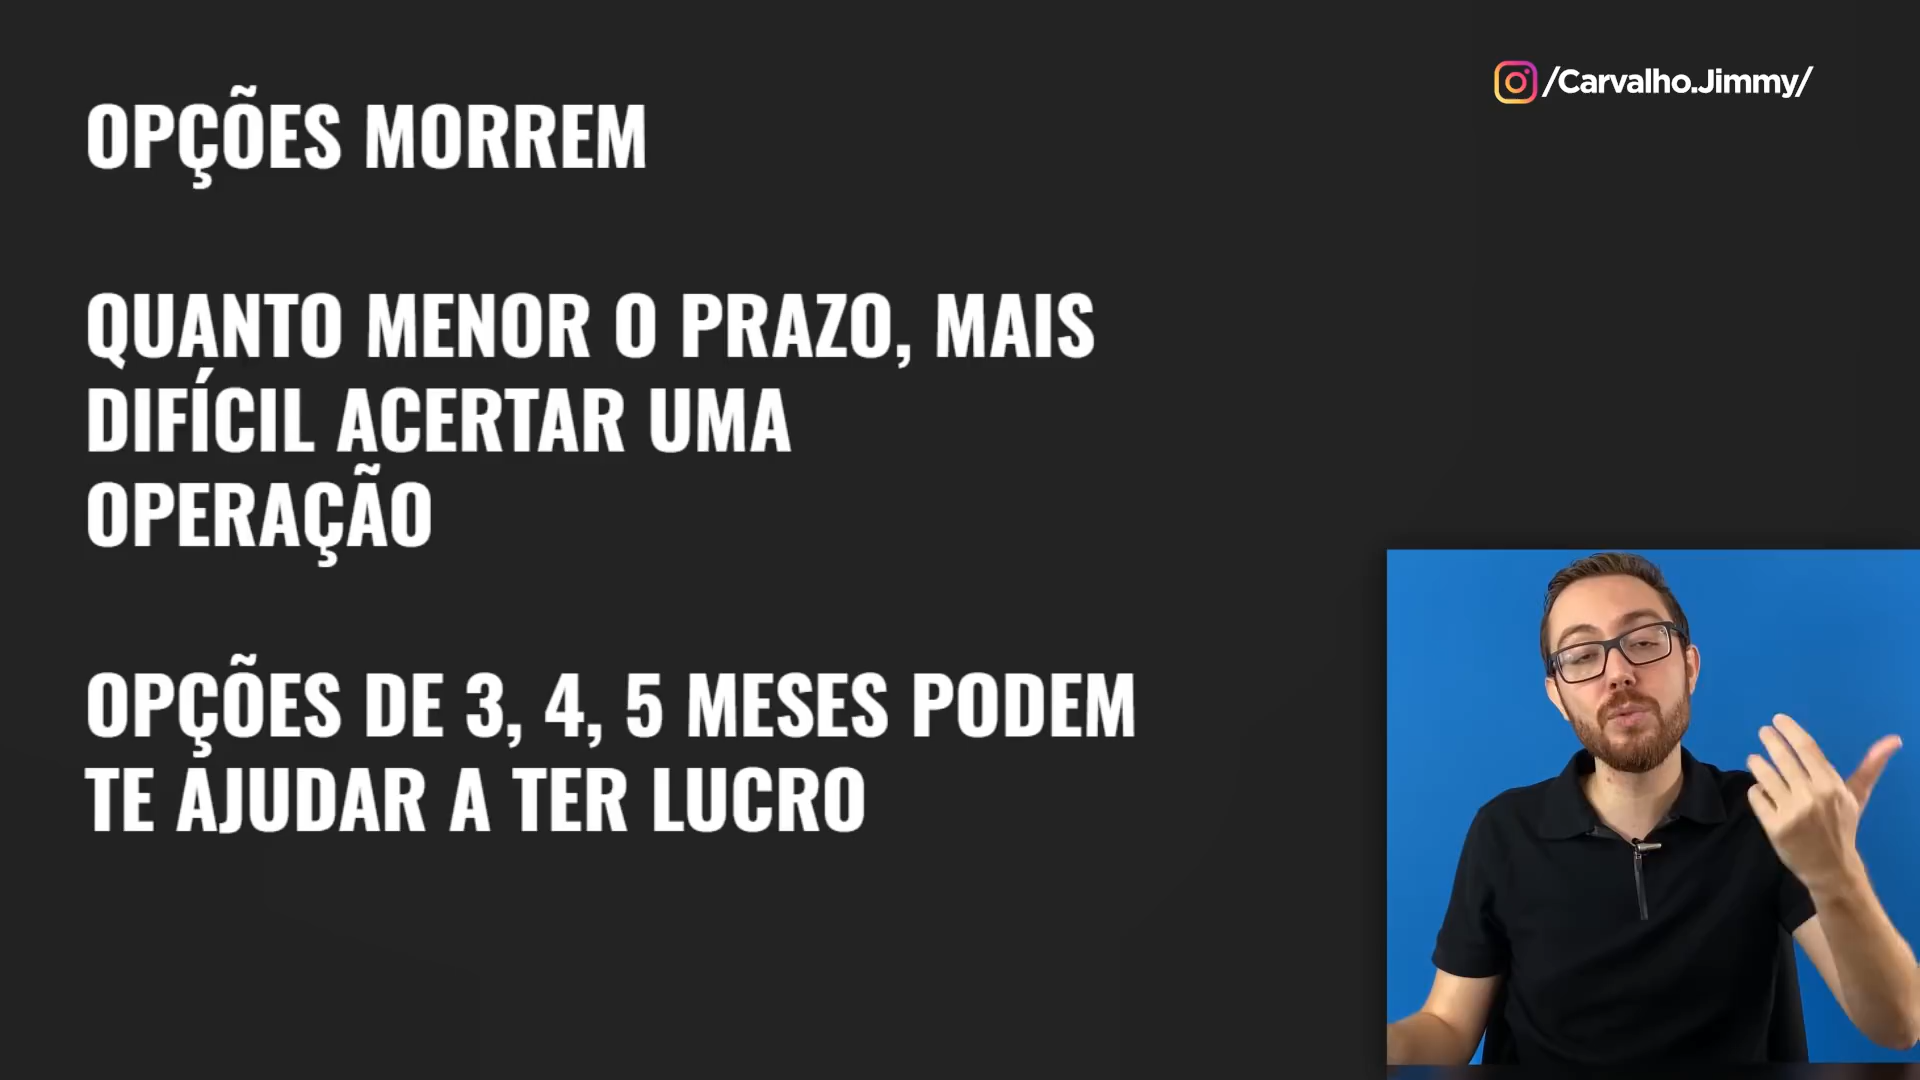 /Carvalho.Jimmy/
OPÇÕES MORREM
QUANTO MENOR O PRAZO, MAIS
DIFÍCIL ACERTAR UMA
OPERAÇÃO
OPÇÕES DE 3, 4, 5 MESES PODEM
TE AJUDAR A TER LUCRO